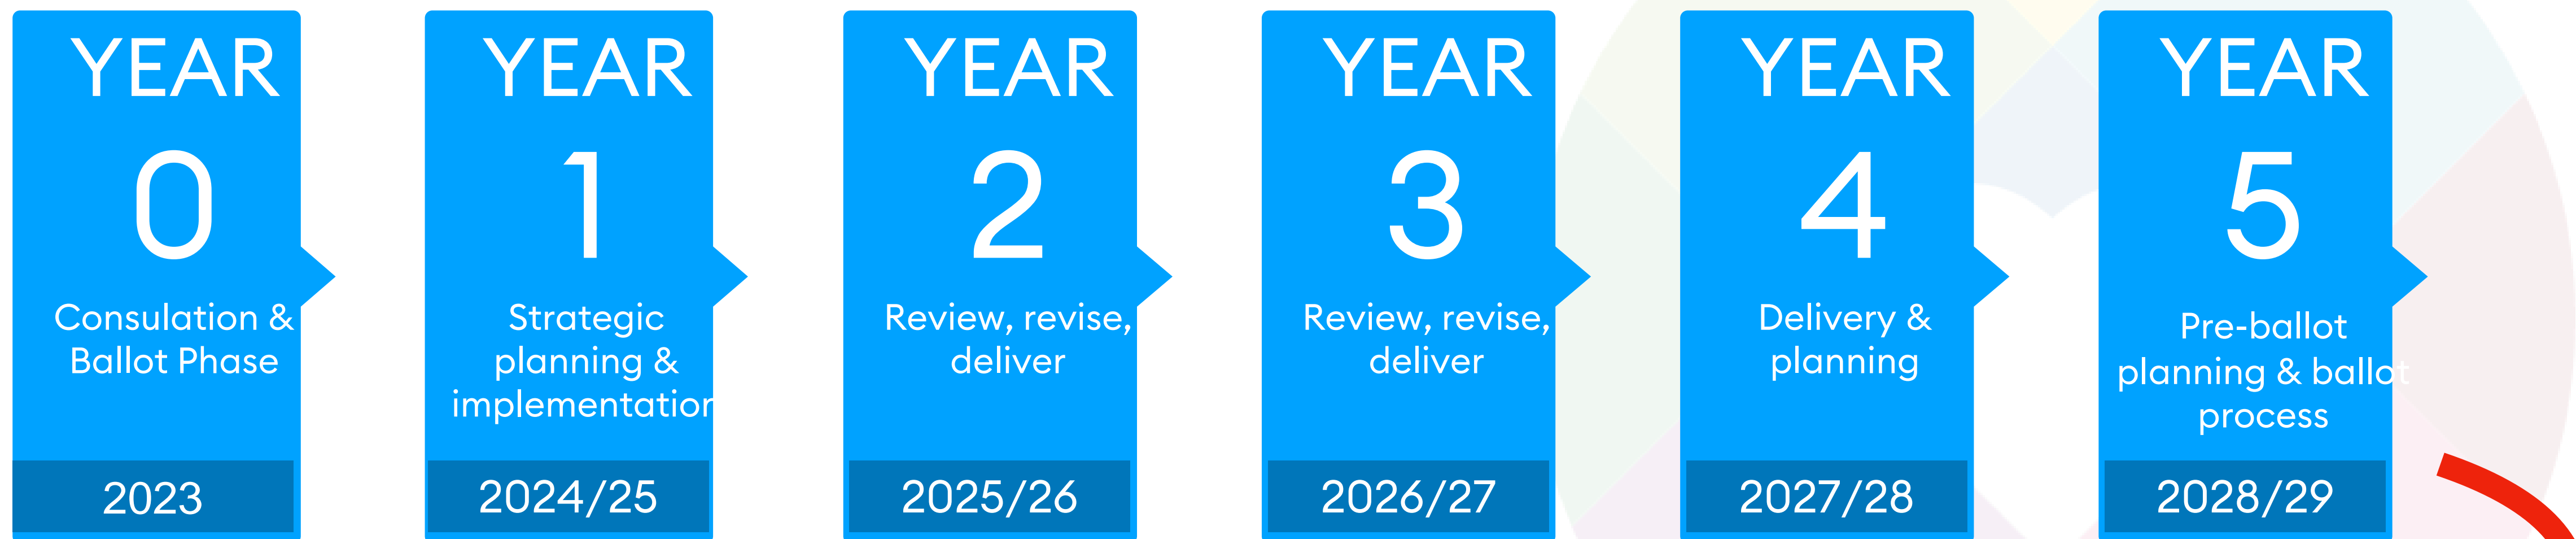 YEAR
0
Consulation &
Ballot Phase
2023
YEAR
1
Strategic
planning &
implementation
2024/25
YEAR
2
Review, revise,
deliver
2025/26
YEAR
3
Review, revise,
deliver
2026/27
YEAR
4
Delivery &
planning
2027/28
YEAR
5
Pre-ballot
planning & ballot
process
2028/29